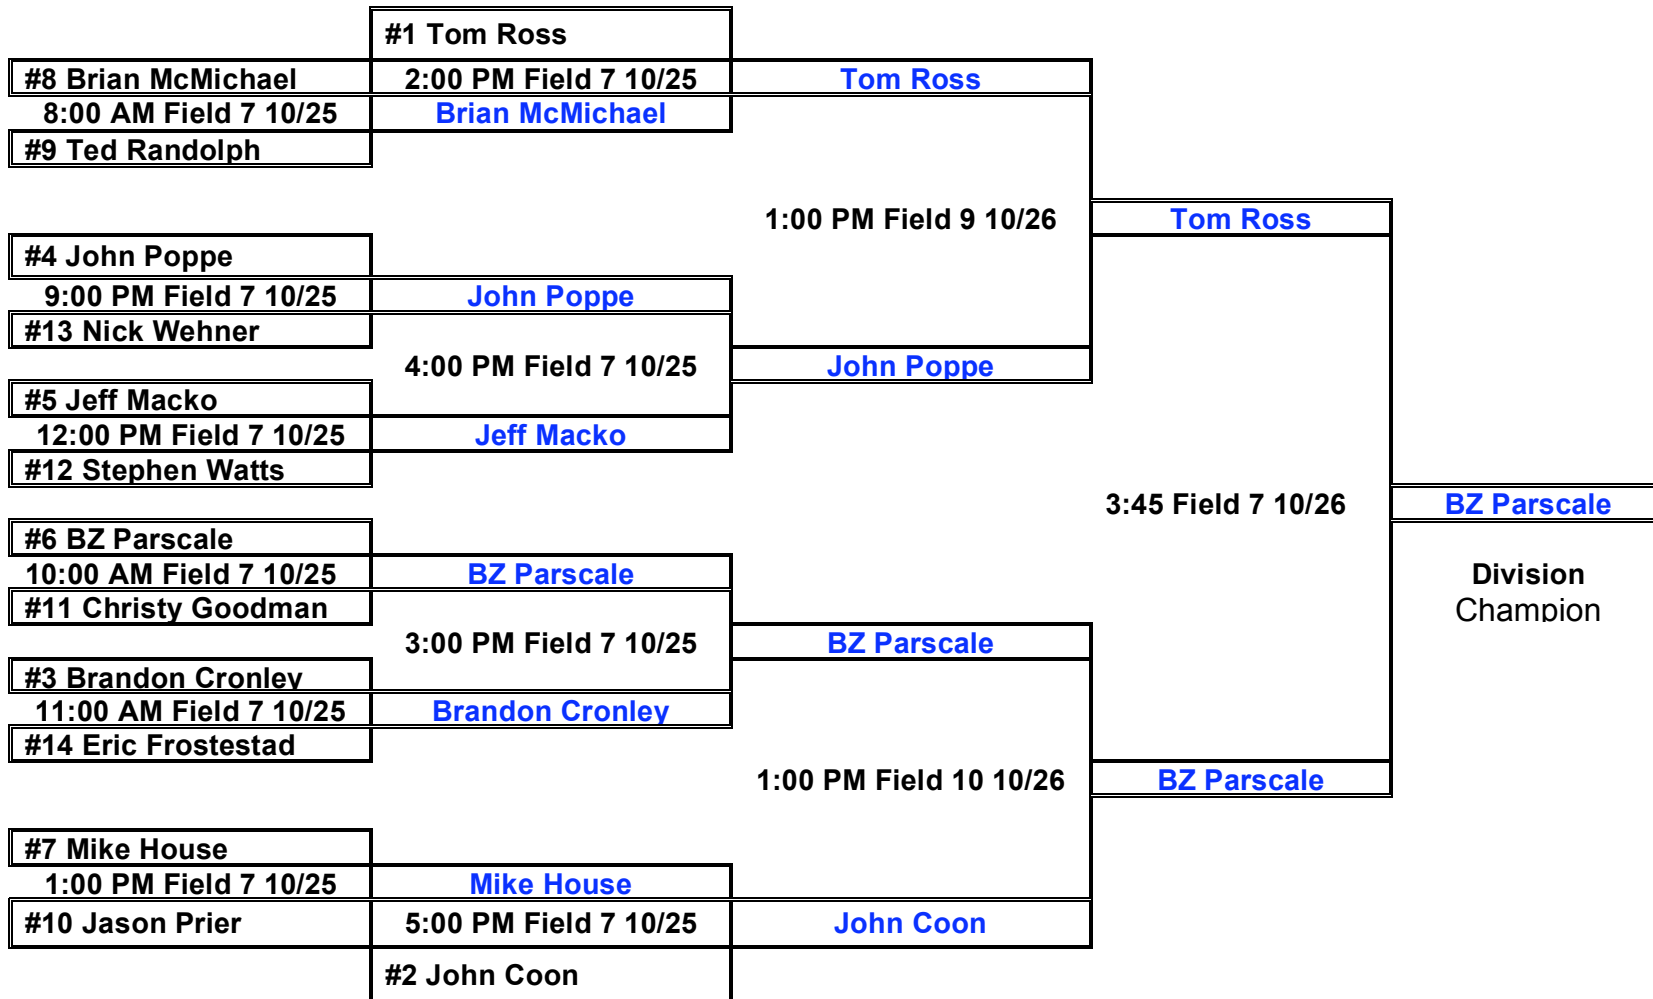 #1 Tom Ross
#8 Brian McMichael
2:00 PM Field 7 10/25
Tom Ross
8:00 AM Field 7 10/25
Brian McMichael
#9 Ted Randolph
1:00 PM Field 9 10/26
Tom Ross
#4 John Poppe
9:00 PM Field 7 10/25
John Poppe
#13 Nick Wehner
4:00 PM Field 7 10/25
John Poppe
#5 Jeff Macko
12:00 PM Field 7 10/25
Jeff Macko
#12 Stephen Watts
3:45 Field 7 10/26
BZ Parscale
#6 BZ Parscale
10:00 AM Field 7 10/25
BZ Parscale
Division
#11 Christy Goodman
Champion
3:00 PM Field 7 10/25
BZ Parscale
#3 Brandon Cronley
11:00 AM Field 7 10/25
Brandon Cronley
#14 Eric Frostestad
1:00 PM Field 10 10/26
BZ Parscale
#7 Mike House
1:00 PM Field 7 10/25
Mike House
#10 Jason Prier
5:00 PM Field 7 10/25
John Coon
#2 John Coon